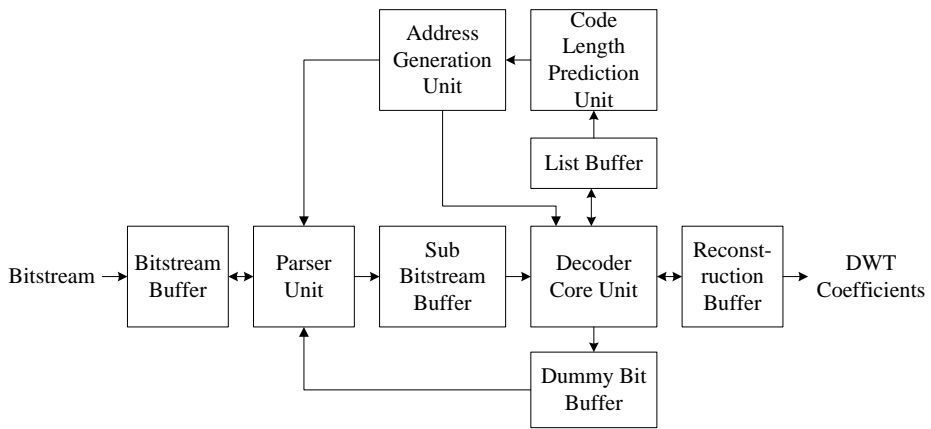 Address
Generation
Unit
Code
Length
Prediction
Unit
List Buffer
Bitstream
Bitstream
Buffer
Parser
Unit
Sub
Bitstream
Buffer
Decoder
Core Unit
Reconst-
ruction
Buffer
DWT
Coefficients
Dummy Bit
Buffer